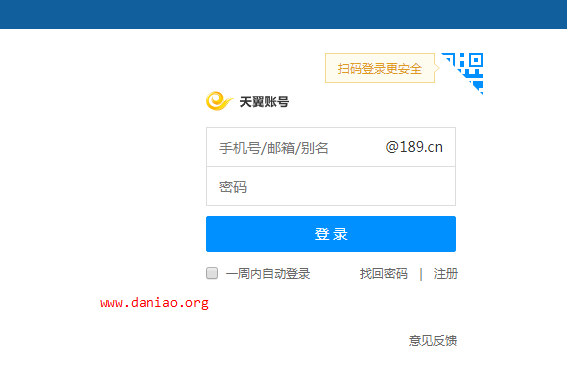 扫码登录更安全
天翼账号
手机号/邮箱/别名 @189.cn
密码
登录
一周内自动登录 找回密码 | 注册
www.daniao.org
意见反馈